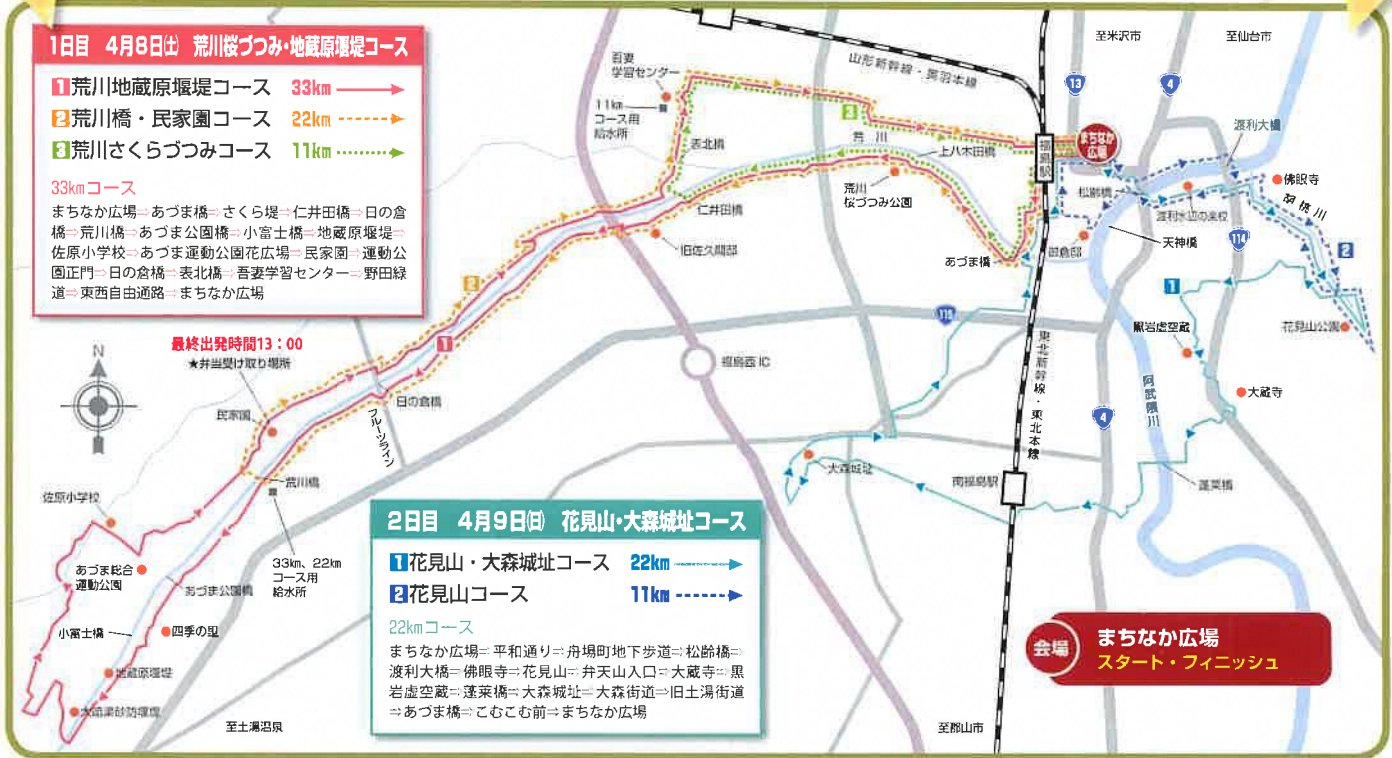 1日目 4月8日㈯ 荒川桜づつみ・地蔵原堰堤コース
1荒川地蔵原堰堤コース 33km
2荒川橋・民家園コース 22km
3荒川さくらづつみコース 11km
33kmコース
まちなか広場⇒あづま橋⇒さくら堤⇒仁井田橋⇒日の倉
橋⇒荒川橋⇒あづま公園橋⇒小富士橋⇒地蔵原堰堤⇒
佐原小学校⇒あづま運動公園花広場⇒民家園⇒運動公
園正門⇒日の倉橋⇒表北橋⇒吾妻学習センター⇒野田緑
道⇒東西自由通路⇒まちなか広場
吾妻
学習センター
11km
コース用
給水所
表北橋
山形新幹線・奥羽本線
至米沢市
至仙台市
13
4
3
荒川
上八木田橋
福島駅
まちなか
広場
渡利大橋
松齢橋
渡利水辺の楽校
佛眼寺
胡桃川
114
天神橋
御倉邸
荒川
桜づつみ公園
仁井田橋
旧佐久間邸
あづま橋
2
1
2
1
花見山公園
黒岩虚空蔵
大蔵寺
115
福島西IC
東北新幹線・東北本線
阿武隈川
4
最終出発時間13:00
★弁当受け取り場所
N
民家園
日の倉橋
フルーツライン
荒川橋
大森城址
南福島駅
蓬莱橋
佐原小学校
33km、22km
コース用
給水所
あづま総合
運動公園
あづま公園橋
小富士橋
四季の里
地蔵原堰堤
大暗渠砂防堰堤
至土湯温泉
至郡山市
2日目 4月9日㈰ 花見山・大森城址コース
1花見山・大森城址コース 22km
2花見山コース 11km
22kmコース
まちなか広場⇒平和通り⇒舟場町地下歩道⇒松齢橋⇒
渡利大橋⇒佛眼寺⇒花見山⇒弁天山入口⇒大蔵寺⇒黒
岩虚空蔵⇒蓬莱橋⇒大森城址⇒大森街道⇒旧土湯街道
⇒あづま橋⇒こむこむ前⇒まちなか広場
会場
まちなか広場
スタート・フィニッシュ